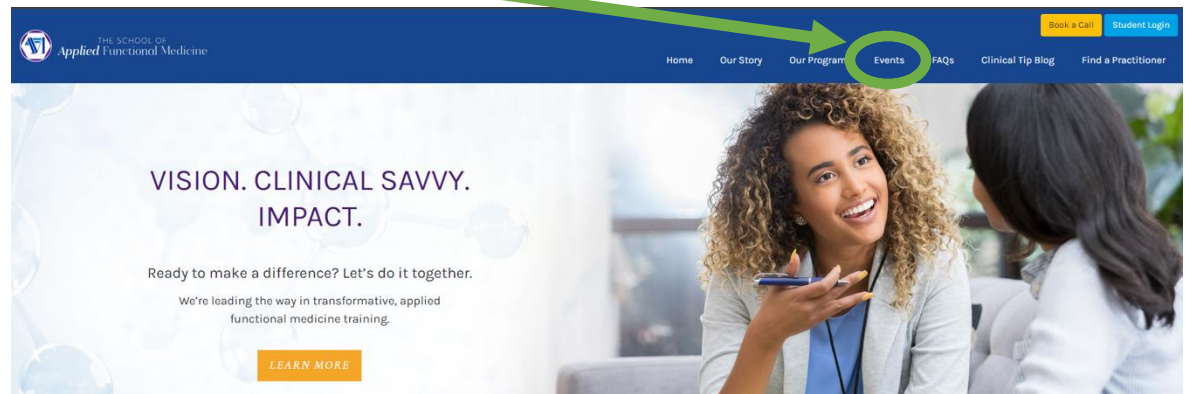 Book a Call
Student Login
THE SCHOOL OF
Applied Functional Medicine
Home Our Story Our Program Events FAQs Clinical Tip Blog Find a Practitioner
VISION. CLINICAL SAVVY.
IMPACT.
Ready to make a difference? Let's do it together.
We're leading the way in transformative, applied
functional medicine training.
LEARN MORE